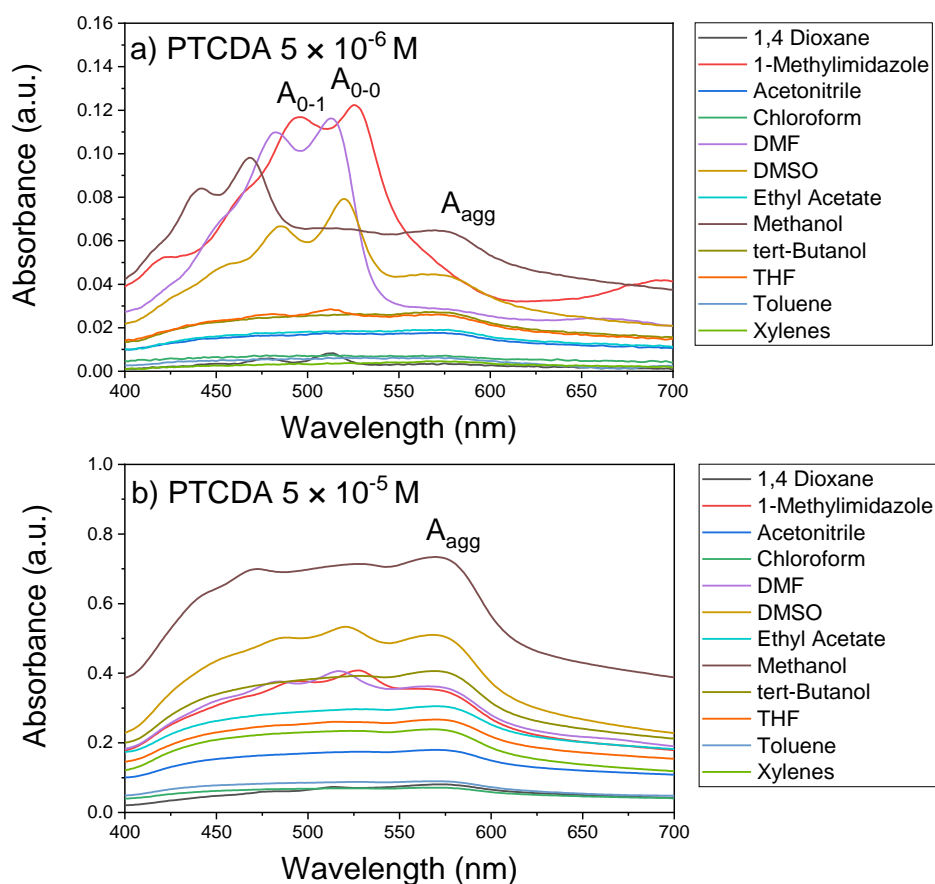 a) PTCDA 5 × 10⁻⁶ M
A₀₋₁
A₀₋₀
Aagg
Absorbance (a.u.)
0.16
0.14
0.12
0.10
0.08
0.06
0.04
0.02
0.00
400
450
500
550
600
650
700
Wavelength (nm)
1,4 Dioxane
1-Methylimidazole
Acetonitrile
Chloroform
DMF
DMSO
Ethyl Acetate
Methanol
tert-Butanol
THF
Toluene
Xylenes
b) PTCDA 5 × 10⁻⁵ M
Aagg
Absorbance (a.u.)
1.0
0.8
0.6
0.4
0.2
0.0
400
450
500
550
600
650
700
Wavelength (nm)
1,4 Dioxane
1-Methylimidazole
Acetonitrile
Chloroform
DMF
DMSO
Ethyl Acetate
Methanol
tert-Butanol
THF
Toluene
Xylenes